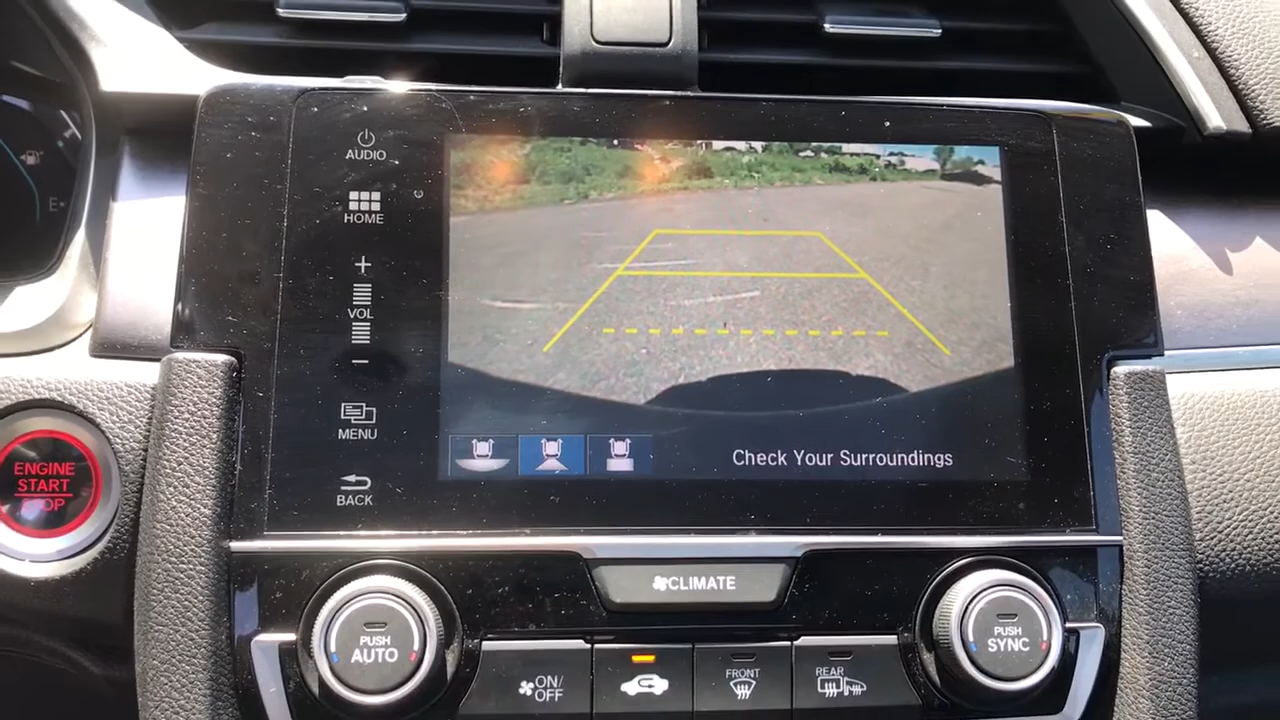 AUDIO
HOME
+
VOL
−
MENU
BACK
E
ENGINE
START
STOP
Check Your Surroundings
CLIMATE
PUSH
AUTO
ON/
OFF
FRONT
REAR
PUSH
SYNC